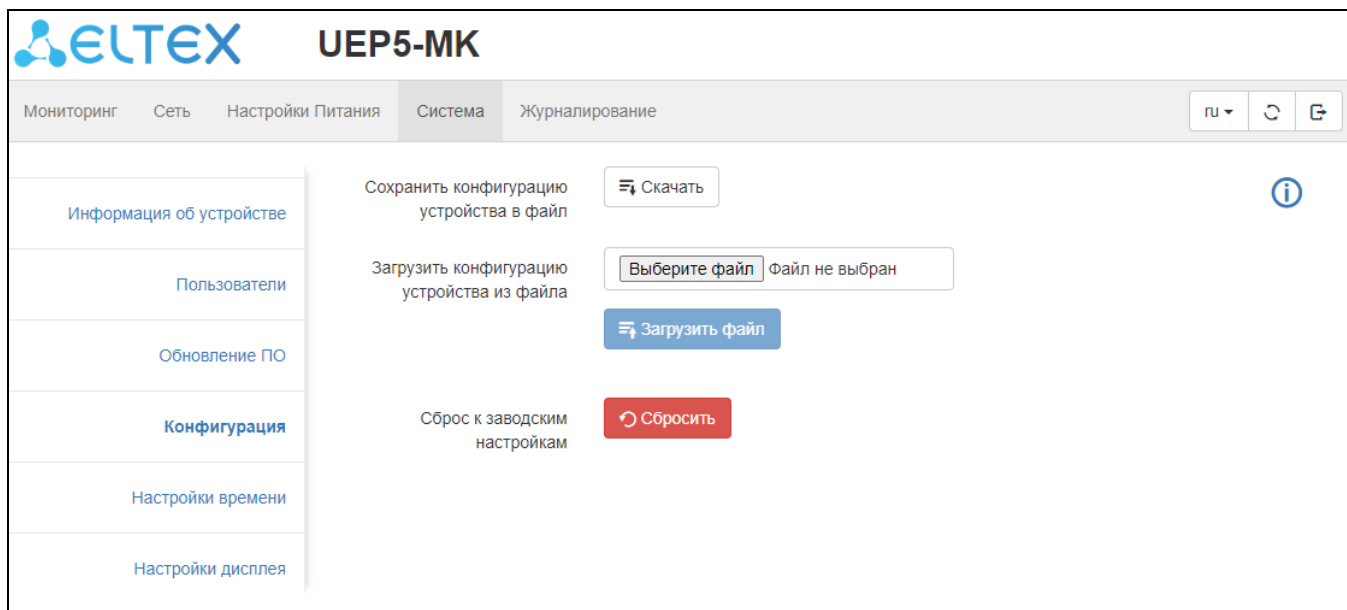 ELTEX UEP5-MK
Мониторинг Сеть Настройки Питания Система Журналирование ru
Информация об устройстве
Пользователи
Обновление ПО
Конфигурация
Настройки времени
Настройки дисплея
Сохранить конфигурацию
устройства в файл
Скачать
Загрузить конфигурацию
устройства из файла
Выберите файл Файл не выбран
Загрузить файл
Сброс к заводским
настройкам
Сбросить